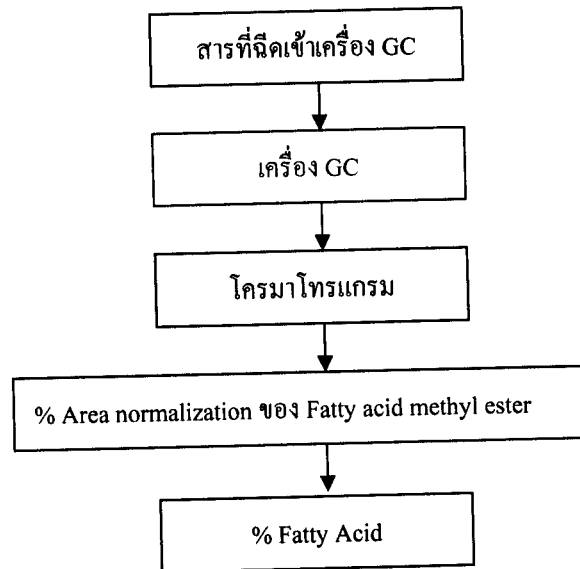 สารที่ฉีดเข้าเครื่อง GC
เครื่อง GC
โครมาโทรแกรม
% Area normalization ของ Fatty acid methyl ester
% Fatty Acid